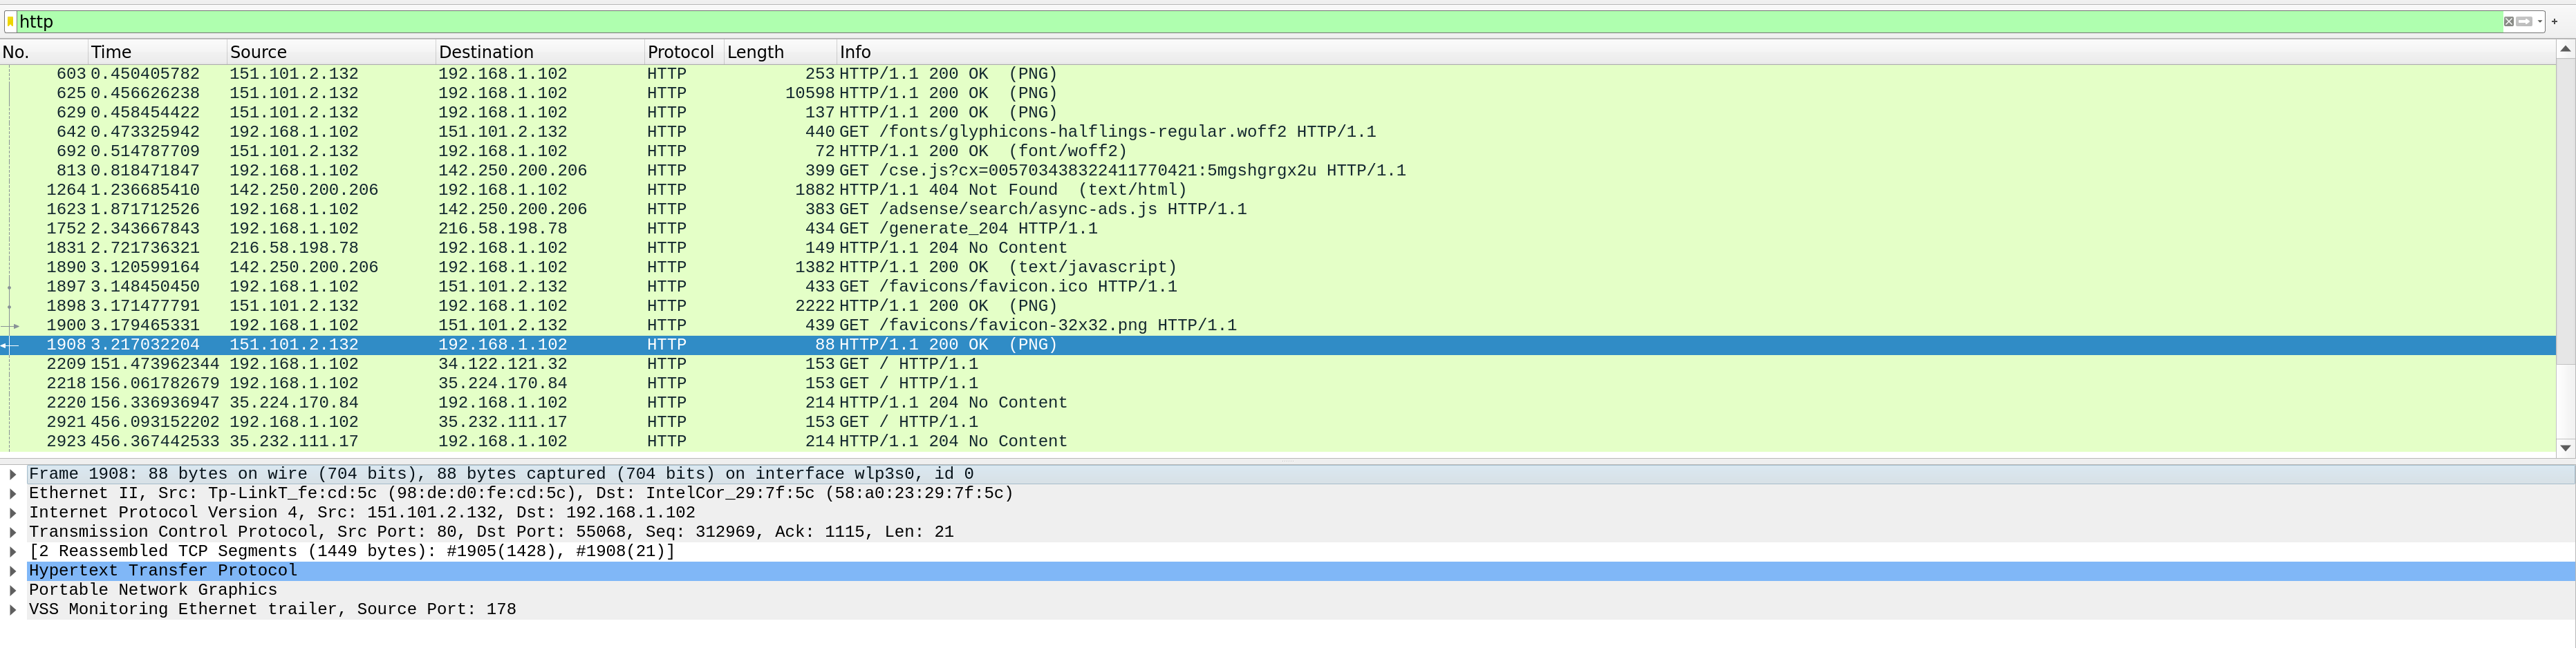 http
No. Time Source Destination Protocol Length Info
603 0.450405782 151.101.2.132 192.168.1.102 HTTP 253 HTTP/1.1 200 OK (PNG)
625 0.456626238 151.101.2.132 192.168.1.102 HTTP 10598 HTTP/1.1 200 OK (PNG)
629 0.458454422 151.101.2.132 192.168.1.102 HTTP 137 HTTP/1.1 200 OK (PNG)
642 0.473325942 192.168.1.102 151.101.2.132 HTTP 440 GET /fonts/glyphicons-halflings-regular.woff2 HTTP/1.1
692 0.514787709 151.101.2.132 192.168.1.102 HTTP 72 HTTP/1.1 200 OK (font/woff2)
813 0.818471847 192.168.1.102 142.250.200.206 HTTP 399 GET /cse.js?cx=005703438322411770421:5mgshgrgx2u HTTP/1.1
1264 1.236685410 142.250.200.206 192.168.1.102 HTTP 1882 HTTP/1.1 404 Not Found (text/html)
1623 1.871712526 192.168.1.102 142.250.200.206 HTTP 383 GET /adsense/search/async-ads.js HTTP/1.1
1752 2.343667843 192.168.1.102 216.58.198.78 HTTP 434 GET /generate_204 HTTP/1.1
1831 2.721736321 216.58.198.78 192.168.1.102 HTTP 149 HTTP/1.1 204 No Content
1890 3.120599164 142.250.200.206 192.168.1.102 HTTP 1382 HTTP/1.1 200 OK (text/javascript)
1897 3.148450450 192.168.1.102 151.101.2.132 HTTP 433 GET /favicons/favicon.ico HTTP/1.1
1898 3.171477791 151.101.2.132 192.168.1.102 HTTP 2222 HTTP/1.1 200 OK (PNG)
1900 3.179465331 192.168.1.102 151.101.2.132 HTTP 439 GET /favicons/favicon-32x32.png HTTP/1.1
1908 3.217032204 151.101.2.132 192.168.1.102 HTTP 88 HTTP/1.1 200 OK (PNG)
2209 151.473962344 192.168.1.102 34.122.121.32 HTTP 153 GET / HTTP/1.1
2218 156.061782679 192.168.1.102 35.224.170.84 HTTP 153 GET / HTTP/1.1
2220 156.336936947 35.224.170.84 192.168.1.102 HTTP 214 HTTP/1.1 204 No Content
2921 456.093152202 192.168.1.102 35.232.111.17 HTTP 153 GET / HTTP/1.1
2923 456.367442533 35.232.111.17 192.168.1.102 HTTP 214 HTTP/1.1 204 No Content
Frame 1908: 88 bytes on wire (704 bits), 88 bytes captured (704 bits) on interface wlp3s0, id 0
Ethernet II, Src: Tp-LinkT_fe:cd:5c (98:de:d0:fe:cd:5c), Dst: IntelCor_29:7f:5c (58:a0:23:29:7f:5c)
Internet Protocol Version 4, Src: 151.101.2.132, Dst: 192.168.1.102
Transmission Control Protocol, Src Port: 80, Dst Port: 55068, Seq: 312969, Ack: 1115, Len: 21
[2 Reassembled TCP Segments (1449 bytes): #1905(1428), #1908(21)]
Hypertext Transfer Protocol
Portable Network Graphics
VSS Monitoring Ethernet trailer, Source Port: 178